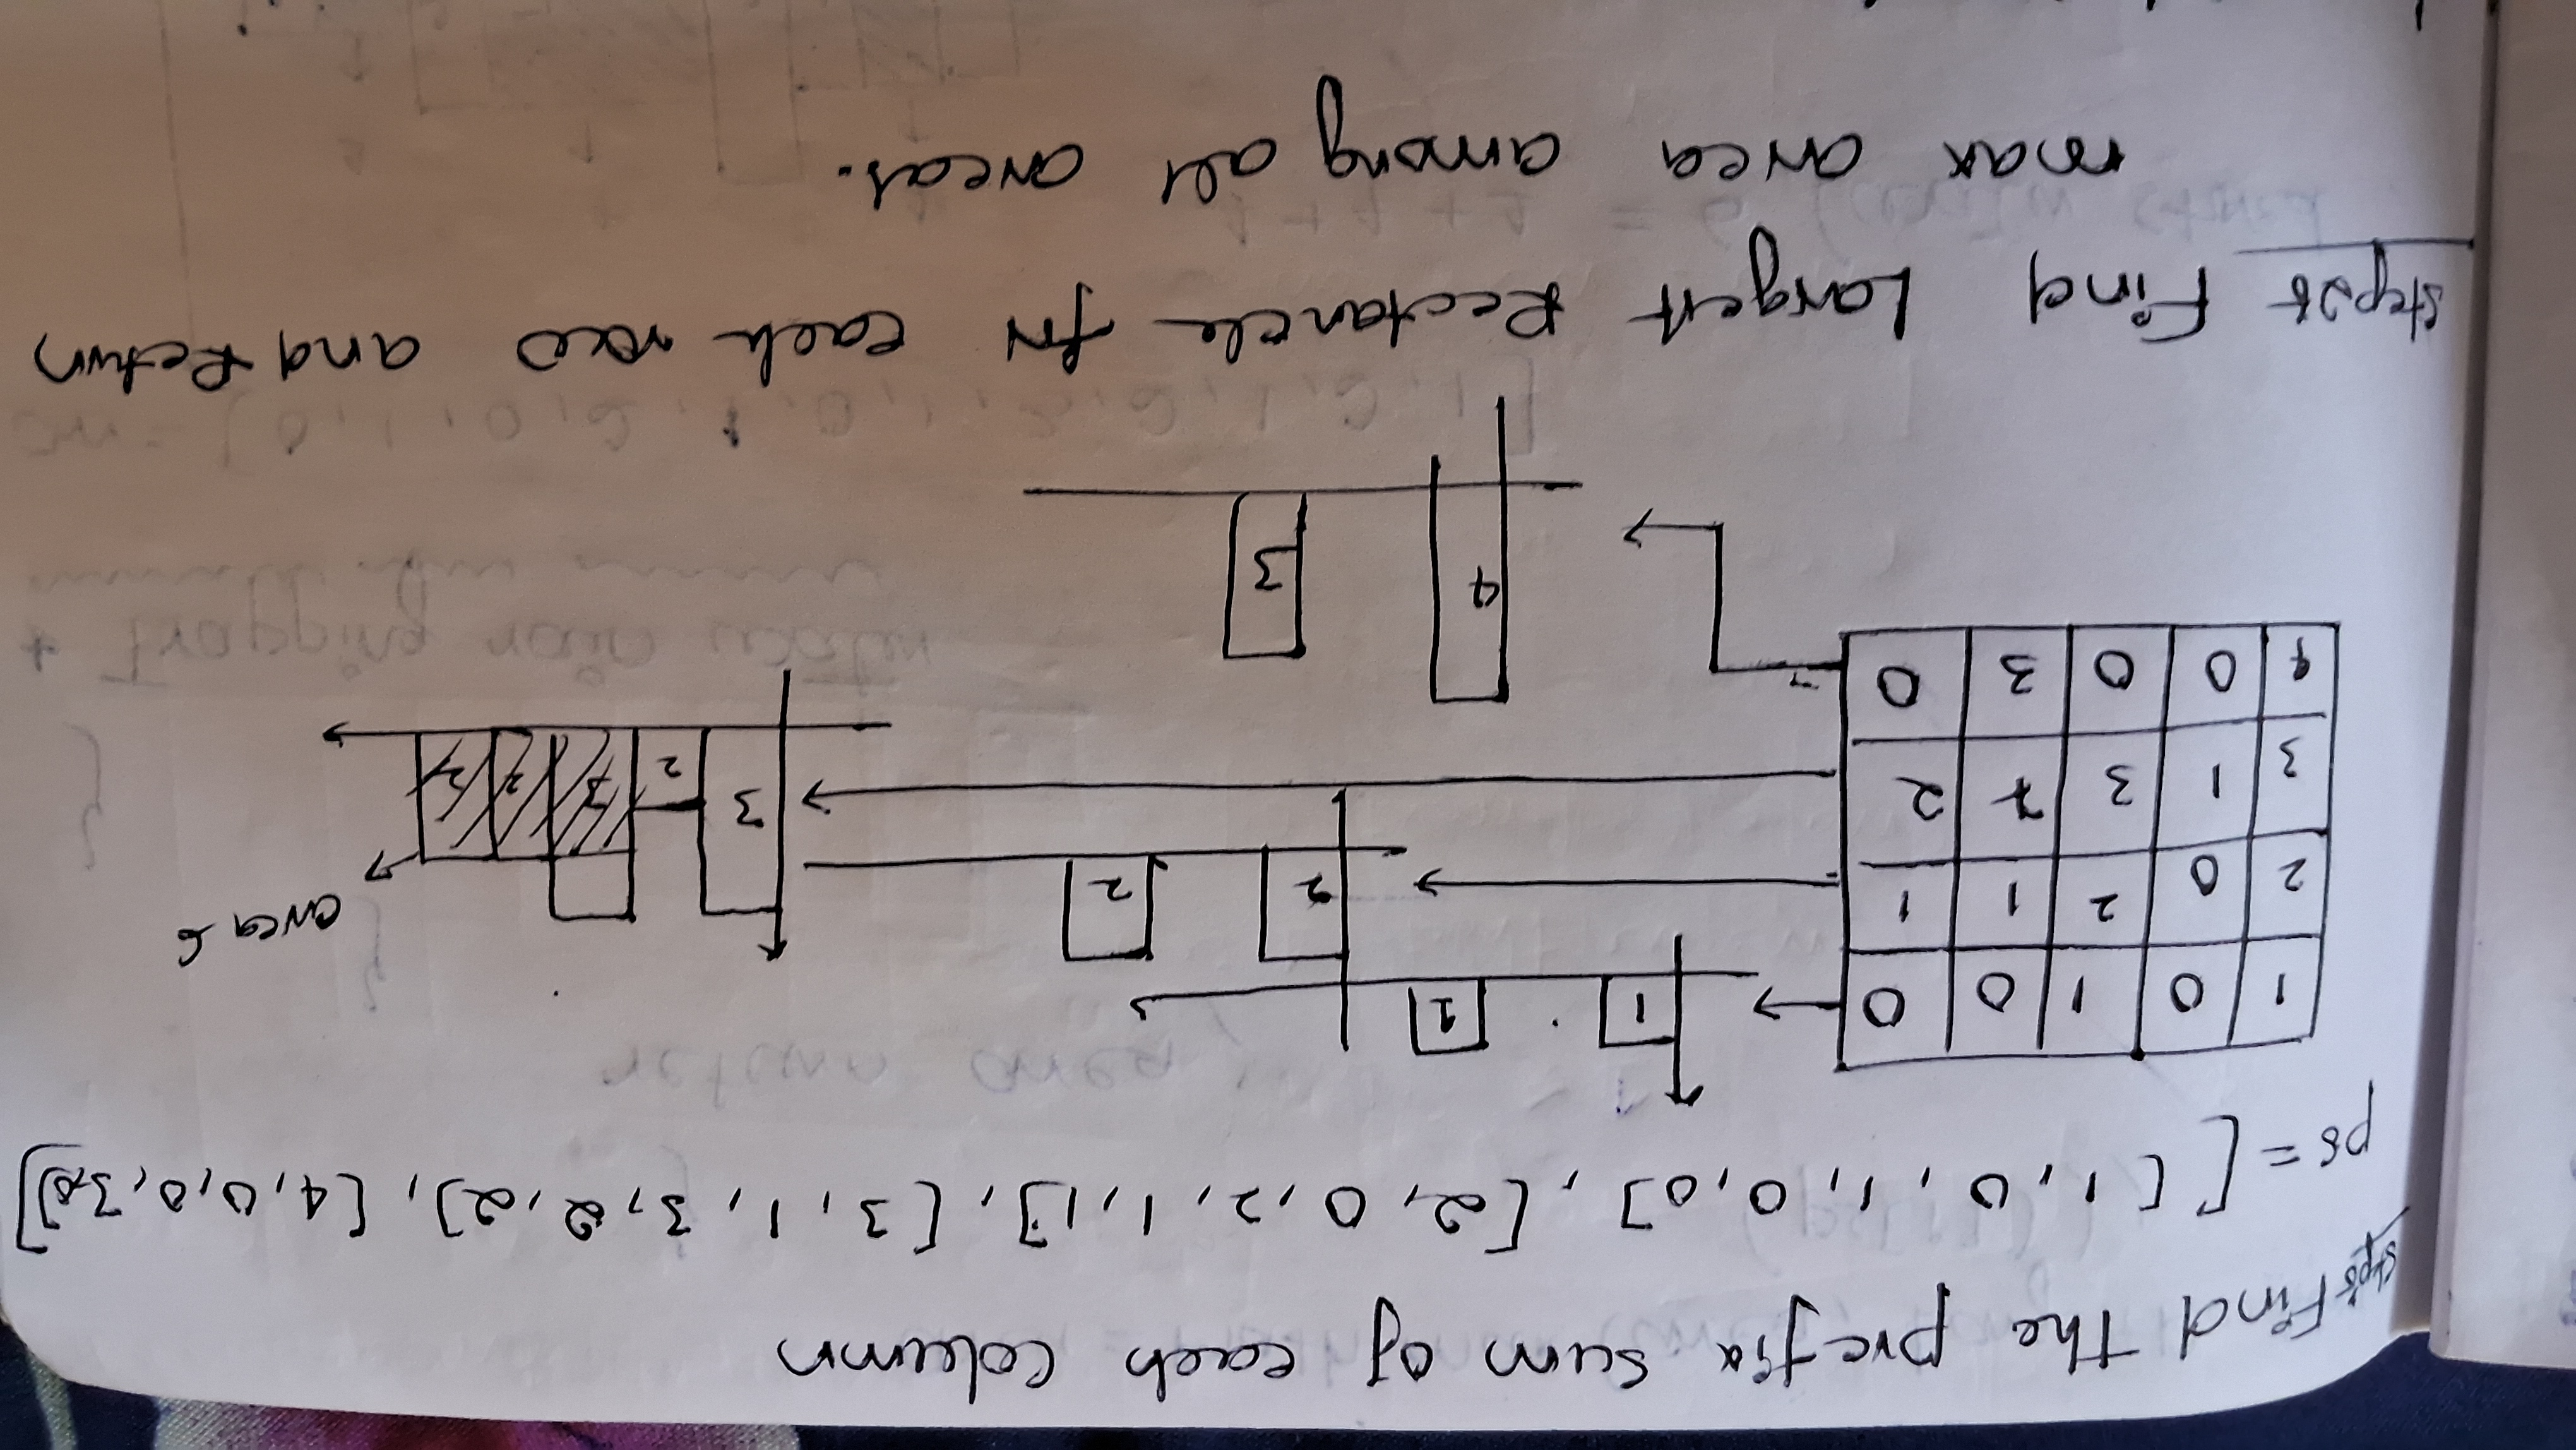 Step1: Find the prefix sum of each column
ps = [[1,0,1,0,0], [2,0,2,1,1], [3,1,3,2,2], [4,0,0,3,0]]
1 0 1 0 0
2 0 2 1 1
3 1 3 2 2
4 0 0 3 0
1 1
2 2
3 2 3 2 2
area 6
4 3
Step 2: Find Largest Rectancle for each row and Return
max area among all areas.